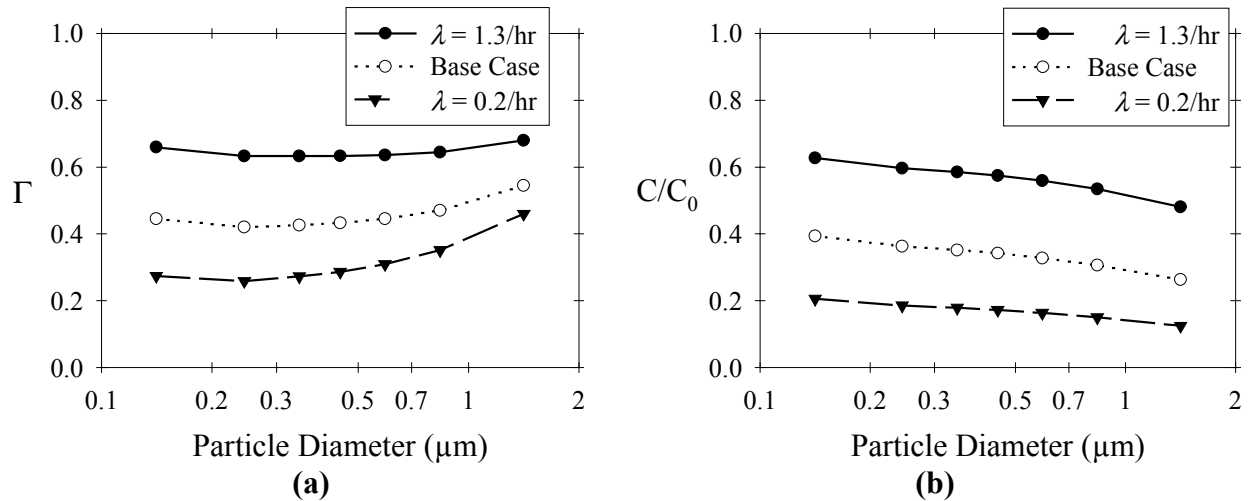 1.0
0.8
0.6
0.4
0.2
0.0
Γ
0.1 0.2 0.3 0.5 0.7 1 2
Particle Diameter (µm)
(a)
λ = 1.3/hr
Base Case
λ = 0.2/hr
1.0
0.8
0.6
0.4
0.2
0.0
C/C₀
0.1 0.2 0.3 0.5 0.7 1 2
Particle Diameter (µm)
(b)
λ = 1.3/hr
Base Case
λ = 0.2/hr